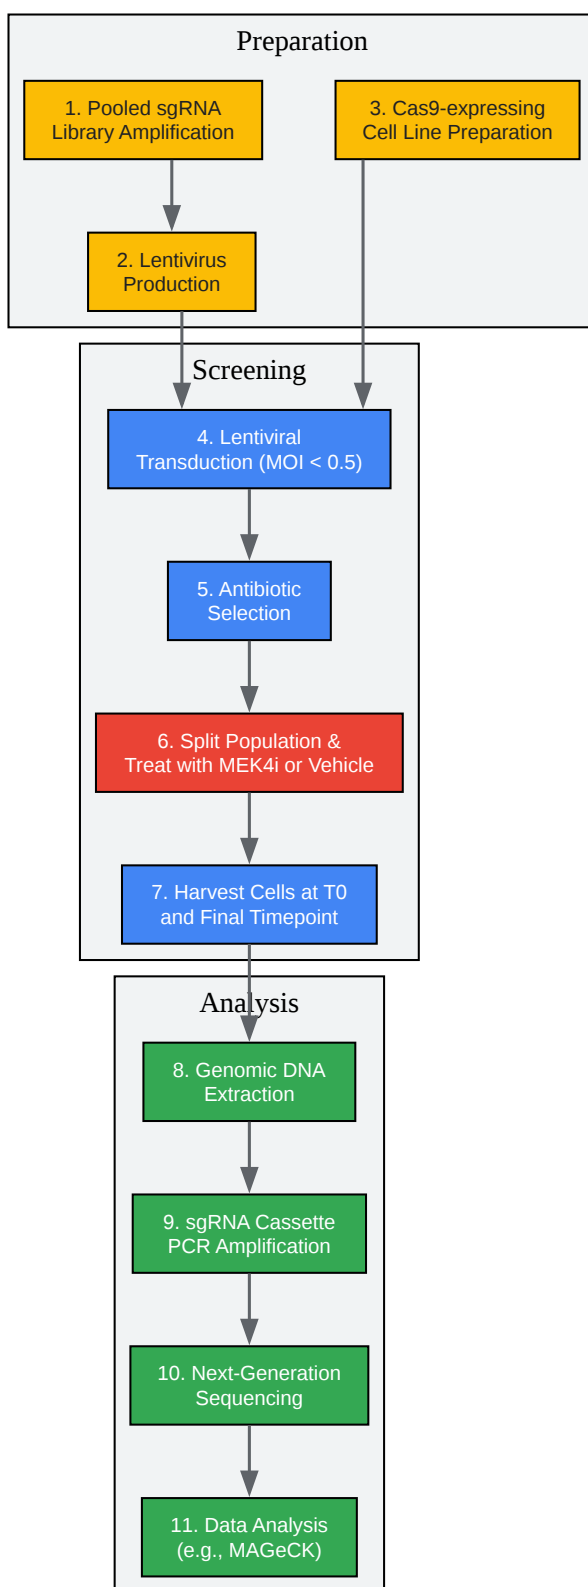 Preparation
1. Pooled sgRNA
Library Amplification
3. Cas9-expressing
Cell Line Preparation
2. Lentivirus
Production
Screening
4. Lentiviral
Transduction (MOI < 0.5)
5. Antibiotic
Selection
6. Split Population &
Treat with MEK4i or Vehicle
7. Harvest Cells at T0
and Final Timepoint
Analysis
8. Genomic DNA
Extraction
9. sgRNA Cassette
PCR Amplification
10. Next-Generation
Sequencing
11. Data Analysis
(e.g., MAGeCK)